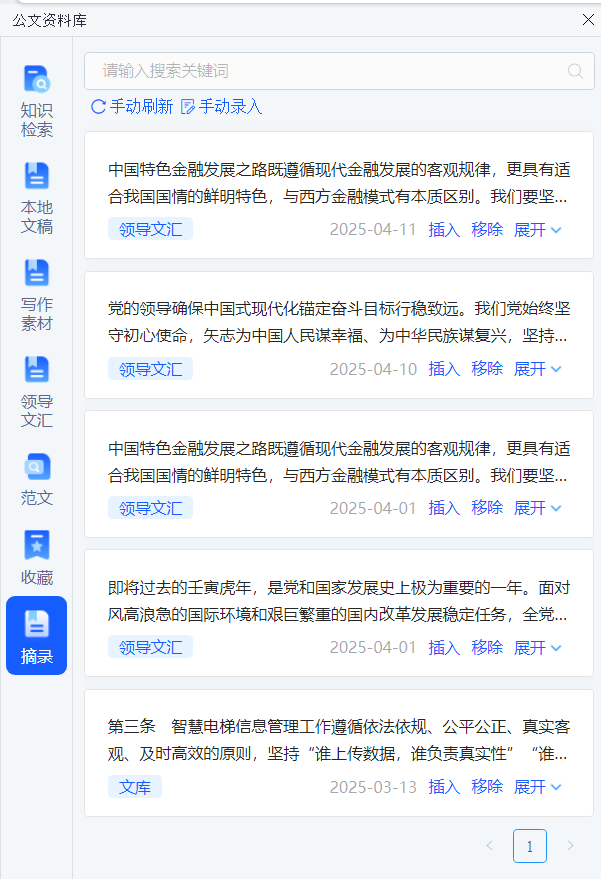 公文资料库
知识
检索
本地
文稿
写作
素材
领导
文汇
范文
收藏
摘录
请输入搜索关键词
手动刷新 手动录入
中国特色金融发展之路既遵循现代金融发展的客观规律，更具有适
合我国国情的鲜明特色，与西方金融模式有本质区别。我们要坚...
领导文汇 2025-04-11 插入 移除 展开
党的领导确保中国式现代化锚定奋斗目标行稳致远。我们党始终坚
守初心使命，矢志为中国人民谋幸福、为中华民族谋复兴，坚持...
领导文汇 2025-04-10 插入 移除 展开
中国特色金融发展之路既遵循现代金融发展的客观规律，更具有适
合我国国情的鲜明特色，与西方金融模式有本质区别。我们要坚...
领导文汇 2025-04-01 插入 移除 展开
即将过去的壬寅虎年，是党和国家发展史上极为重要的一年。面对
风高浪急的国际环境和艰巨繁重的国内改革发展稳定任务，全党...
领导文汇 2025-04-01 插入 移除 展开
第三条　智慧电梯信息管理工作遵循依法依规、公平公正、真实客
观、及时高效的原则，坚持“谁上传数据，谁负责真实性”“谁...
文库 2025-03-13 插入 移除 展开
1